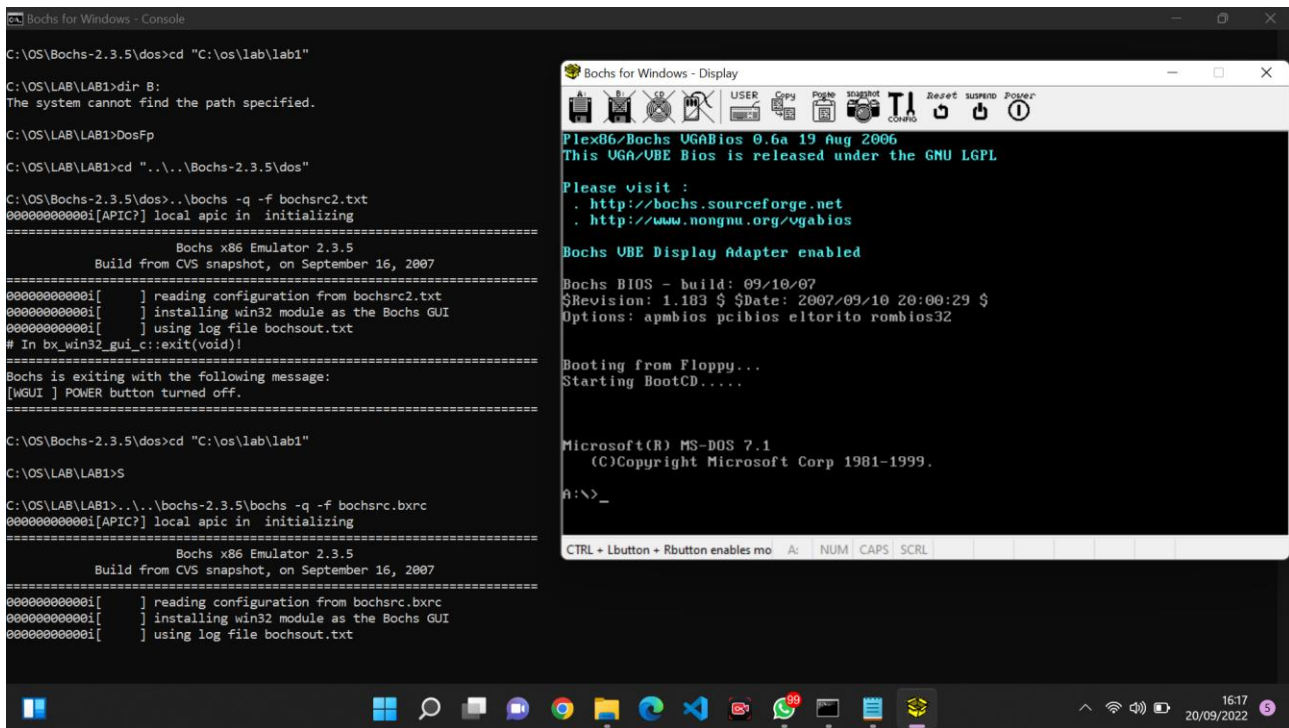 Bochs for Windows - Console
C:\OS\Bochs-2.3.5\dos>cd "C:\os\lab\lab1"
C:\OS\LAB\LAB1>dir B:
The system cannot find the path specified.
C:\OS\LAB\LAB1>DosFp
C:\OS\LAB\LAB1>cd "..\..\Bochs-2.3.5\dos"
C:\OS\Bochs-2.3.5\dos>..\bochs -q -f bochsrc2.txt
00000000000i[APIC?] local apic in  initializing
========================================================================
Bochs x86 Emulator 2.3.5
Build from CVS snapshot, on September 16, 2007
========================================================================
00000000000i[     ] reading configuration from bochsrc2.txt
00000000000i[     ] installing win32 module as the Bochs GUI
00000000000i[     ] using log file bochsout.txt
# In bx_win32_gui_c::exit(void)!
========================================================================
Bochs is exiting with the following message:
[WGUI ] POWER button turned off.
========================================================================
C:\OS\Bochs-2.3.5\dos>cd "C:\os\lab\lab1"
C:\OS\LAB\LAB1>S
C:\OS\LAB\LAB1>..\..\bochs-2.3.5\bochs -q -f bochsrc.bxrc
00000000000i[APIC?] local apic in  initializing
========================================================================
Bochs x86 Emulator 2.3.5
Build from CVS snapshot, on September 16, 2007
========================================================================
00000000000i[     ] reading configuration from bochsrc.bxrc
00000000000i[     ] installing win32 module as the Bochs GUI
00000000000i[     ] using log file bochsout.txt
Bochs for Windows - Display
A: B: CD USER Copy Paste snapshot CONFIG Reset SUSPEND Power
Plex86/Bochs VGABios 0.6a 19 Aug 2006
This VGA/VBE Bios is released under the GNU LGPL
Please visit :
. http://bochs.sourceforge.net
. http://www.nongnu.org/vgabios
Bochs VBE Display Adapter enabled
Bochs BIOS - build: 09/10/07
$Revision: 1.183 $ $Date: 2007/09/10 20:00:29 $
Options: apmbios pcibios eltorito rombios32
Booting from Floppy...
Starting BootCD.....
Microsoft(R) MS-DOS 7.1
(C)Copyright Microsoft Corp 1981-1999.
A:\>_
CTRL + Lbutton + Rbutton enables mo A: NUM CAPS SCRL
99
16:17
20/09/2022
5